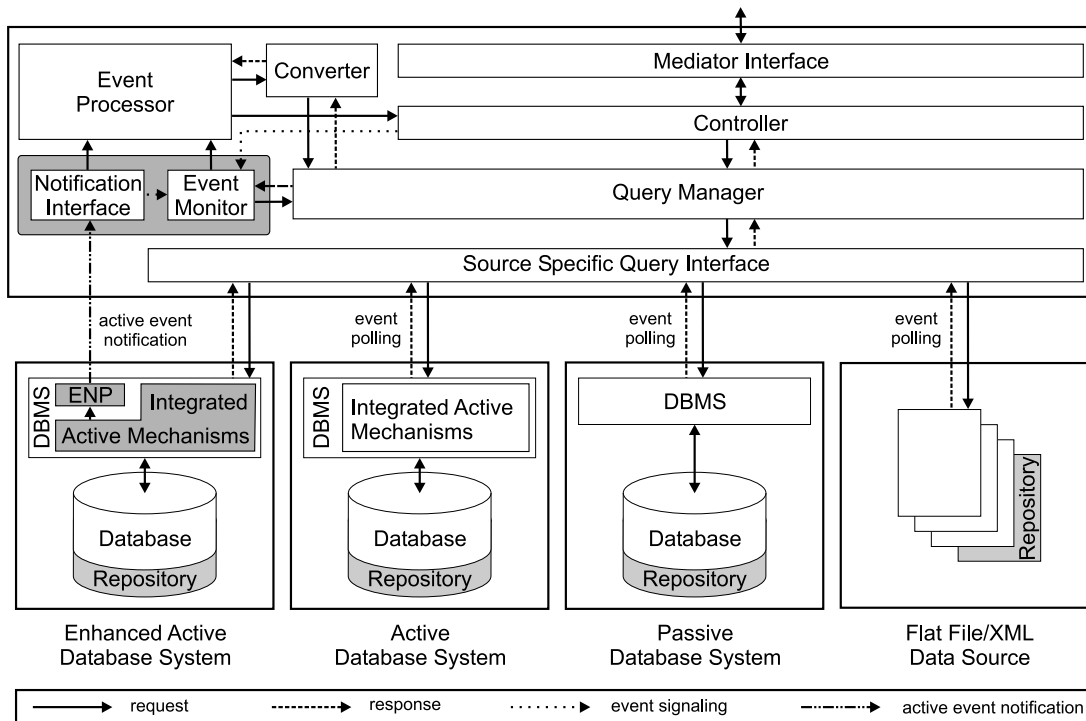 Event
Processor
Converter
Mediator Interface
Controller
Notification
Interface
Event
Monitor
Query Manager
Source Specific Query Interface
active event
notification
event
polling
event
polling
event
polling
DBMS
ENP
Integrated
Active Mechanisms
Database
Repository
DBMS
Integrated Active
Mechanisms
Database
Repository
DBMS
Database
Repository
Repository
Enhanced Active
Database System
Active
Database System
Passive
Database System
Flat File/XML
Data Source
request
response
event signaling
active event notification